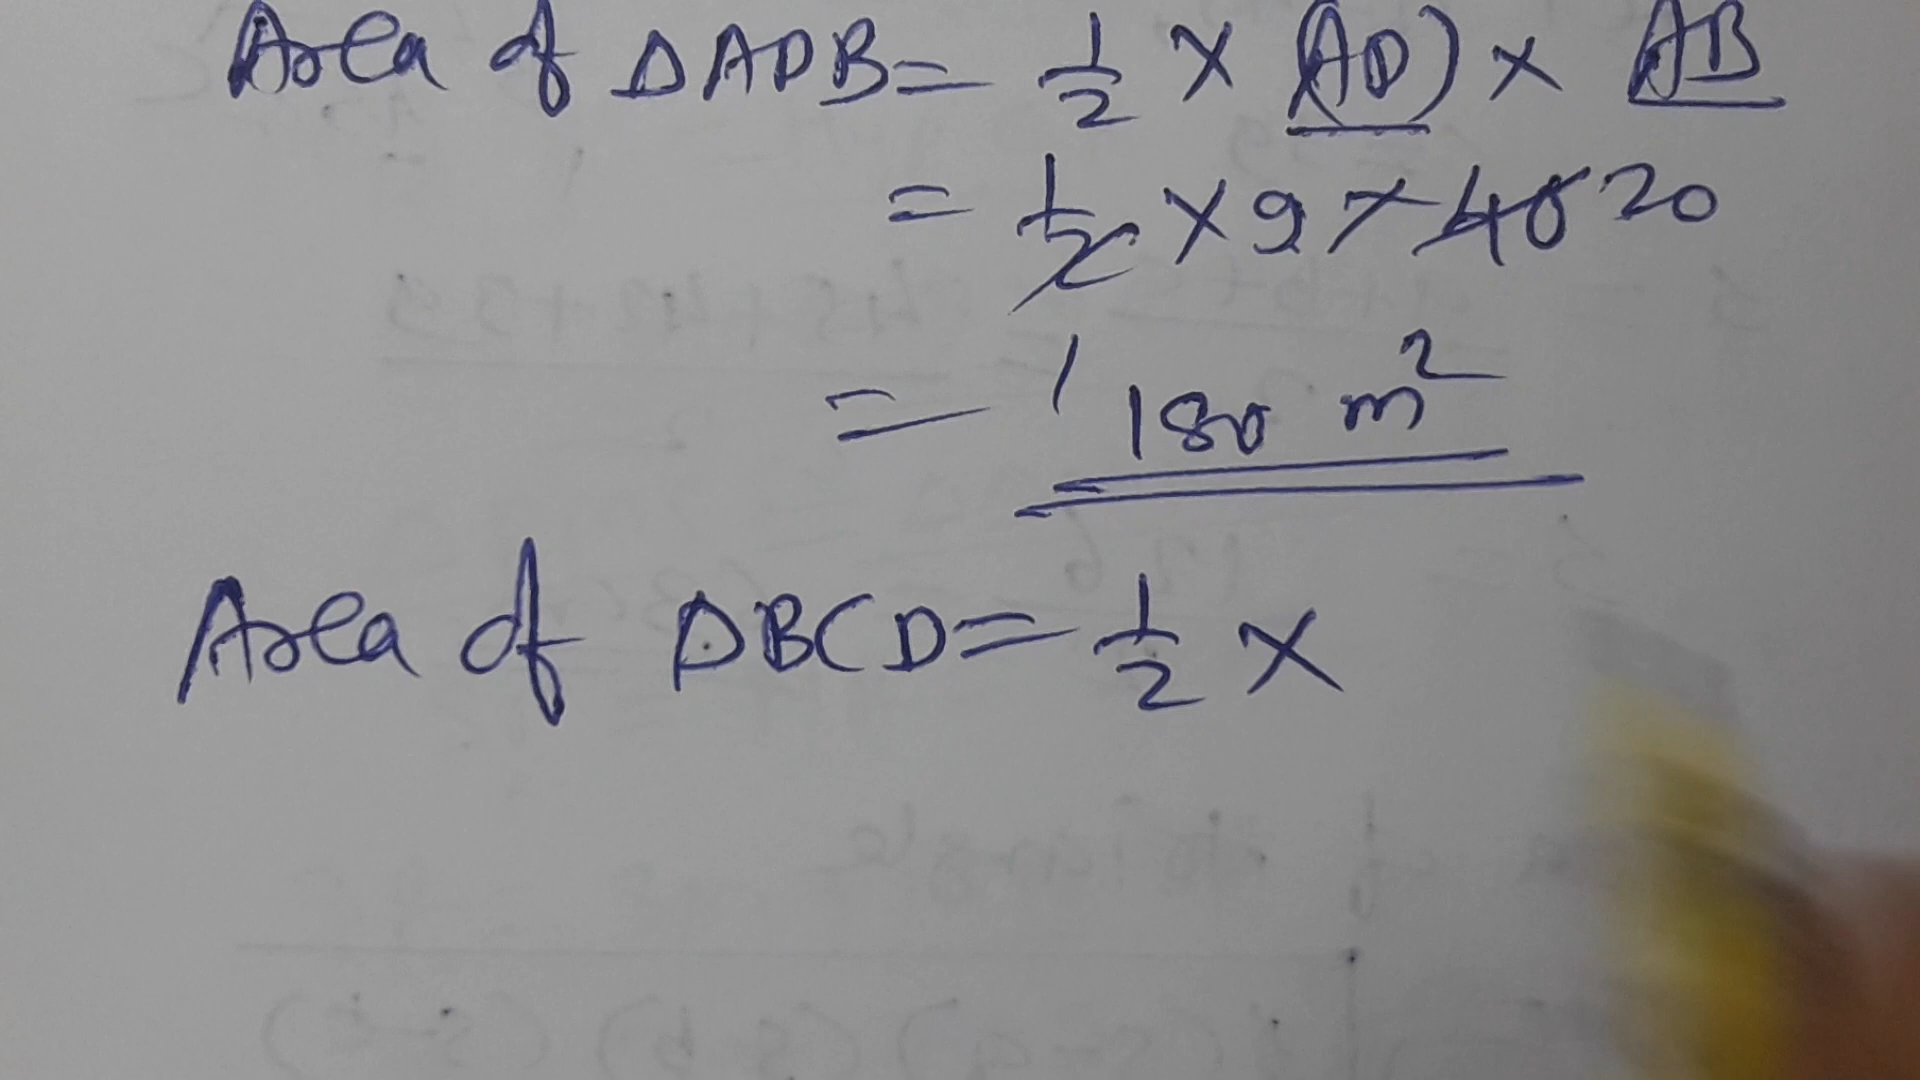 Area of ΔADB = 1/2 × (AD) × AB
= 1/2 × 9 × 40 20
= 1 180 m²
Area of ΔBCD = 1/2 ×